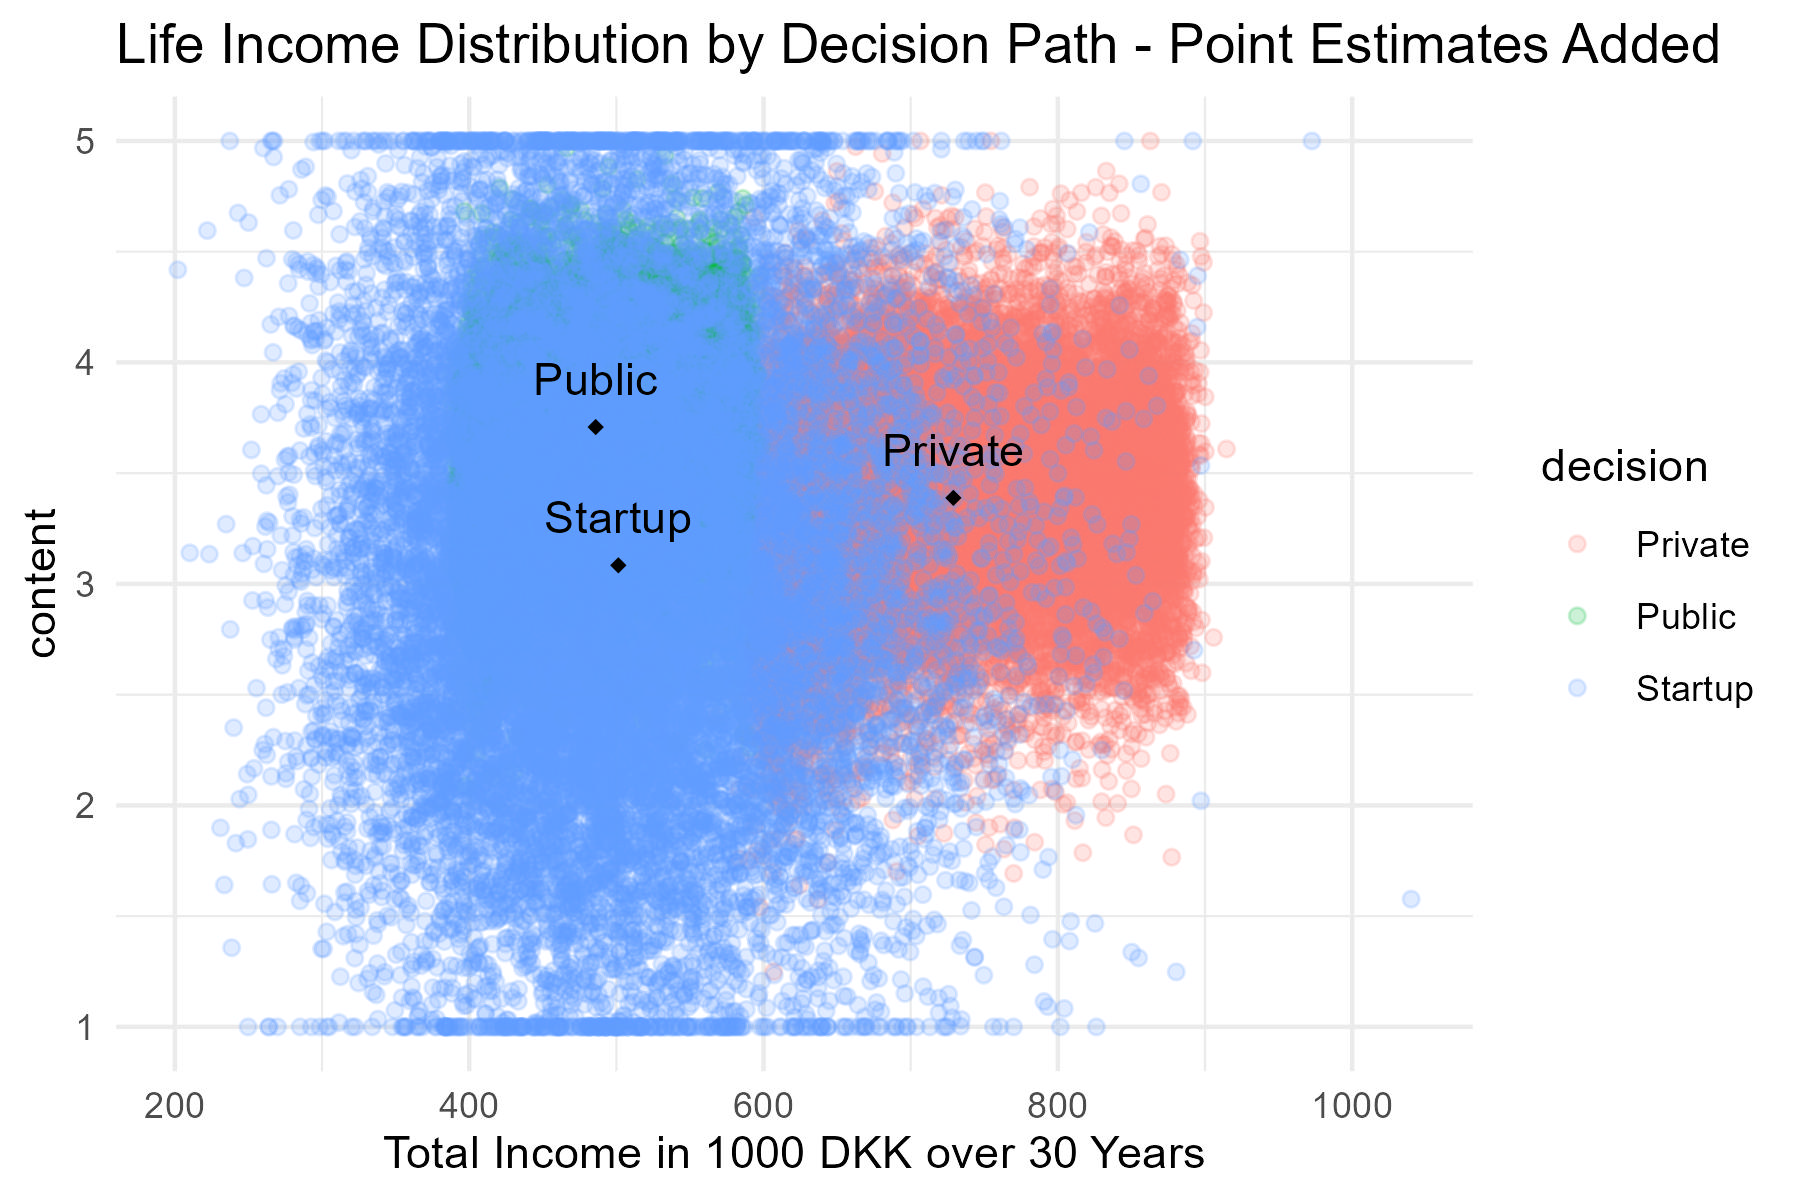 Life Income Distribution by Decision Path - Point Estimates Added
5
4
3
2
1
content
Public
Private
Startup
200 400 600 800 1000
Total Income in 1000 DKK over 30 Years
decision
Private
Public
Startup